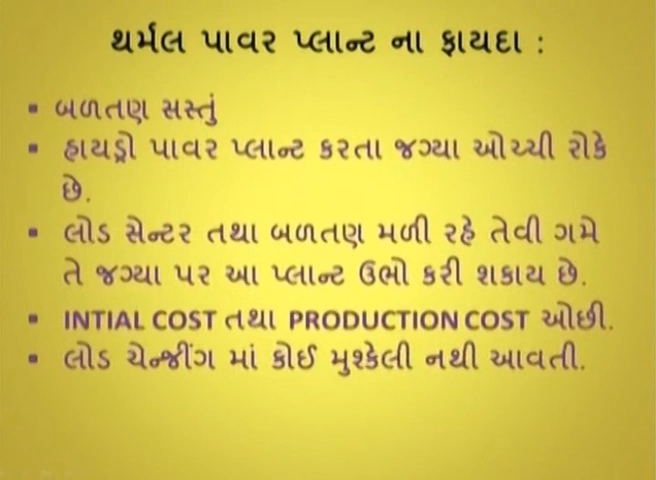 થર્મલ પાવર પ્લાન્ટ ના ફાયદા :
▪ બળતણ સસ્તું
▪ હાયડ્રો પાવર પ્લાન્ટ કરતા જગ્યા ઓચ્ચી રોકે
છે.
▪ લોડ સેન્ટર તથા બળતણ મળી રહે તેવી ગમે
તે જગ્યા પર આ પ્લાન્ટ ઉભો કરી શકાય છે.
▪ INTIAL COST તથા PRODUCTION COST ઓછી.
▪ લોડ ચેન્જીંગ માં કોઈ મુશ્કેલી નથી આવતી.